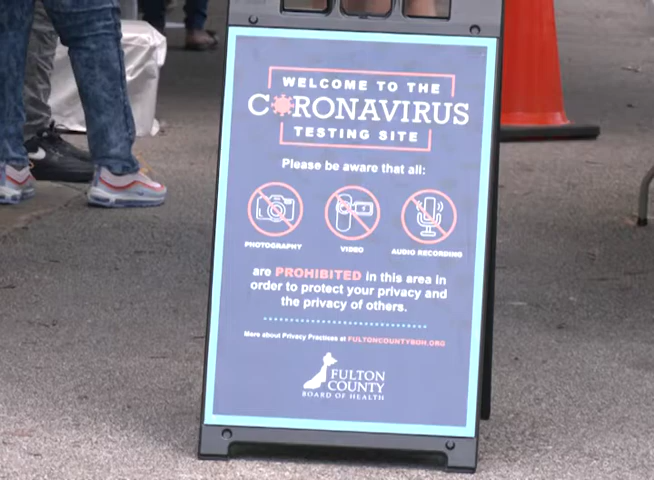 WELCOME TO THE
CORONAVIRUS
TESTING SITE
Please be aware that all:
PHOTOGRAPHY VIDEO AUDIO RECORDING
are PROHIBITED in this area in
order to protect your privacy and
the privacy of others.
More about Privacy Practices at FULTONCOUNTYBOH.ORG
FULTON
COUNTY
BOARD OF HEALTH